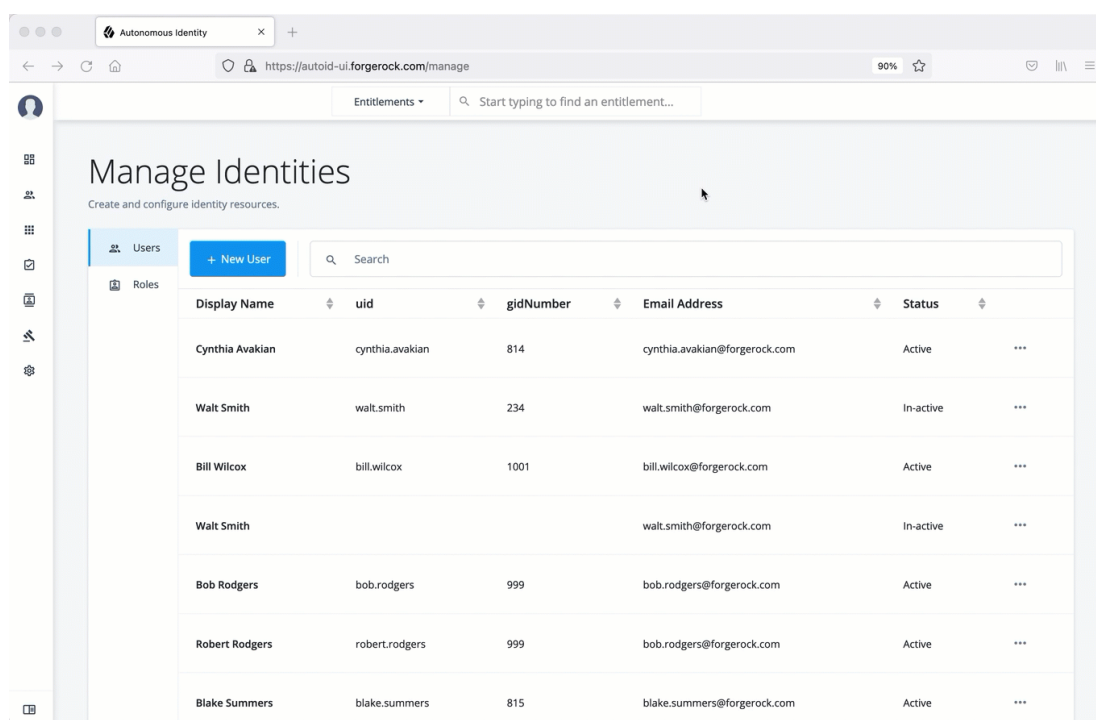 Autonomous Identity
https://autoid-ui.forgerock.com/manage 90%
Entitlements Start typing to find an entitlement...
Manage Identities
Create and configure identity resources.
Users
Roles
+ New User Search
Display Name uid gidNumber Email Address Status
Cynthia Avakian cynthia.avakian 814 cynthia.avakian@forgerock.com Active
Walt Smith walt.smith 234 walt.smith@forgerock.com In-active
Bill Wilcox bill.wilcox 1001 bill.wilcox@forgerock.com Active
Walt Smith walt.smith@forgerock.com In-active
Bob Rodgers bob.rodgers 999 bob.rodgers@forgerock.com Active
Robert Rodgers robert.rodgers 999 bob.rodgers@forgerock.com Active
Blake Summers blake.summers 815 blake.summers@forgerock.com Active